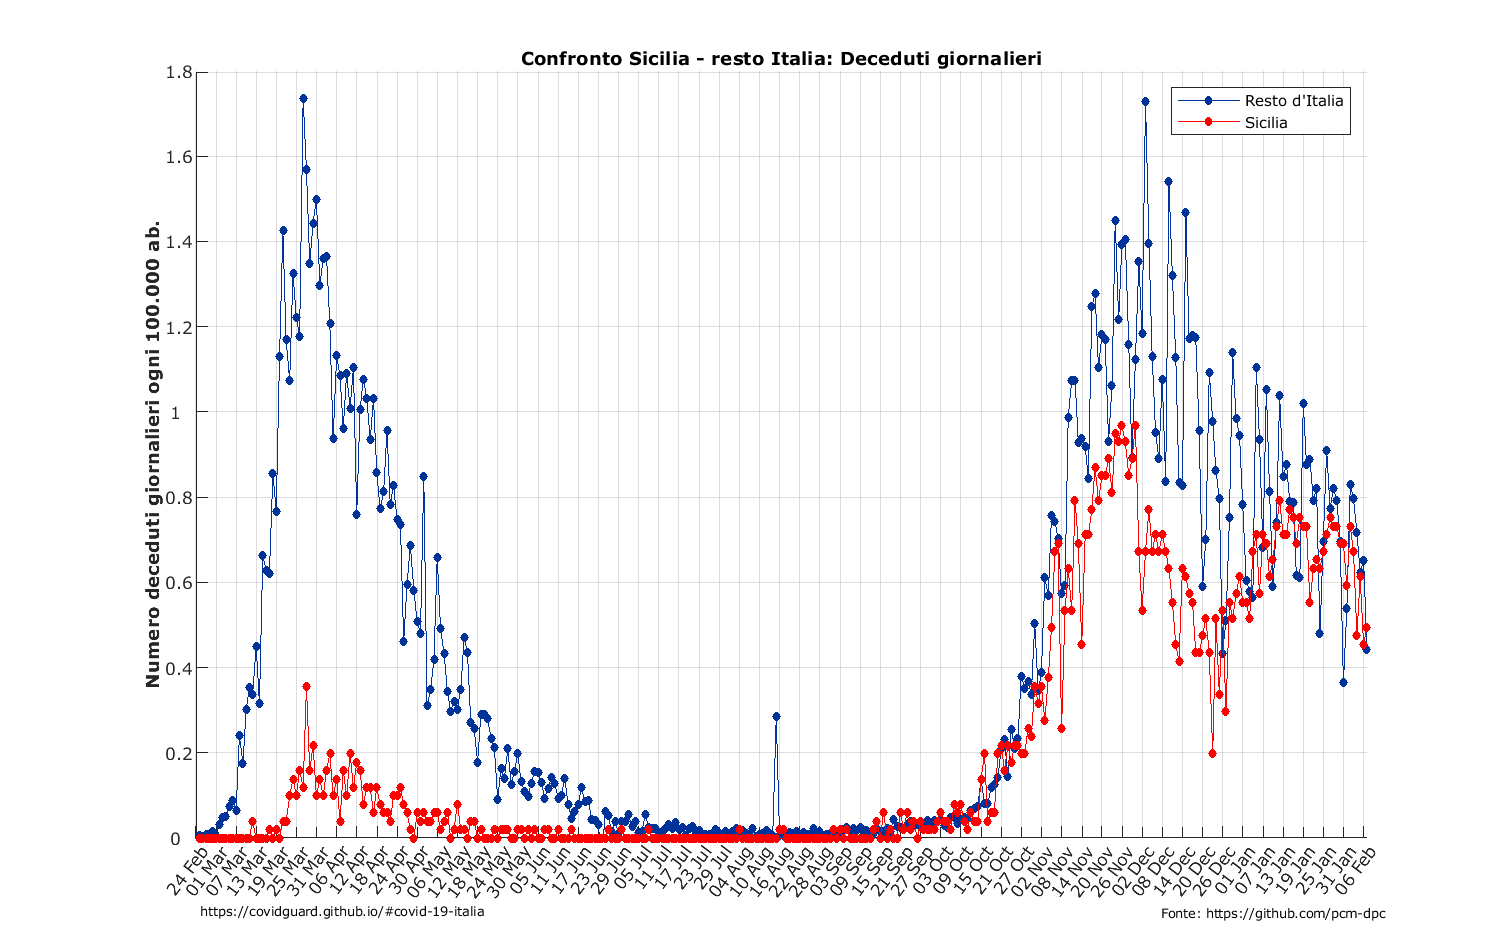 Confronto Sicilia - resto Italia: Deceduti giornalieri
Resto d'Italia
Sicilia
Numero deceduti giornalieri ogni 100.000 ab.
1.8
1.6
1.4
1.2
1
0.8
0.6
0.4
0.2
0
24 Feb
01 Mar
07 Mar
13 Mar
19 Mar
25 Mar
31 Mar
06 Apr
12 Apr
18 Apr
24 Apr
30 Apr
06 May
12 May
18 May
24 May
30 May
05 Jun
11 Jun
17 Jun
23 Jun
29 Jun
05 Jul
11 Jul
17 Jul
23 Jul
29 Jul
04 Aug
10 Aug
16 Aug
22 Aug
28 Aug
03 Sep
09 Sep
15 Sep
21 Sep
27 Sep
03 Oct
09 Oct
15 Oct
21 Oct
27 Oct
02 Nov
08 Nov
14 Nov
20 Nov
26 Nov
02 Dec
08 Dec
14 Dec
20 Dec
26 Dec
01 Jan
07 Jan
13 Jan
19 Jan
25 Jan
31 Jan
06 Feb
https://covidguard.github.io/#covid-19-italia
Fonte: https://github.com/pcm-dpc